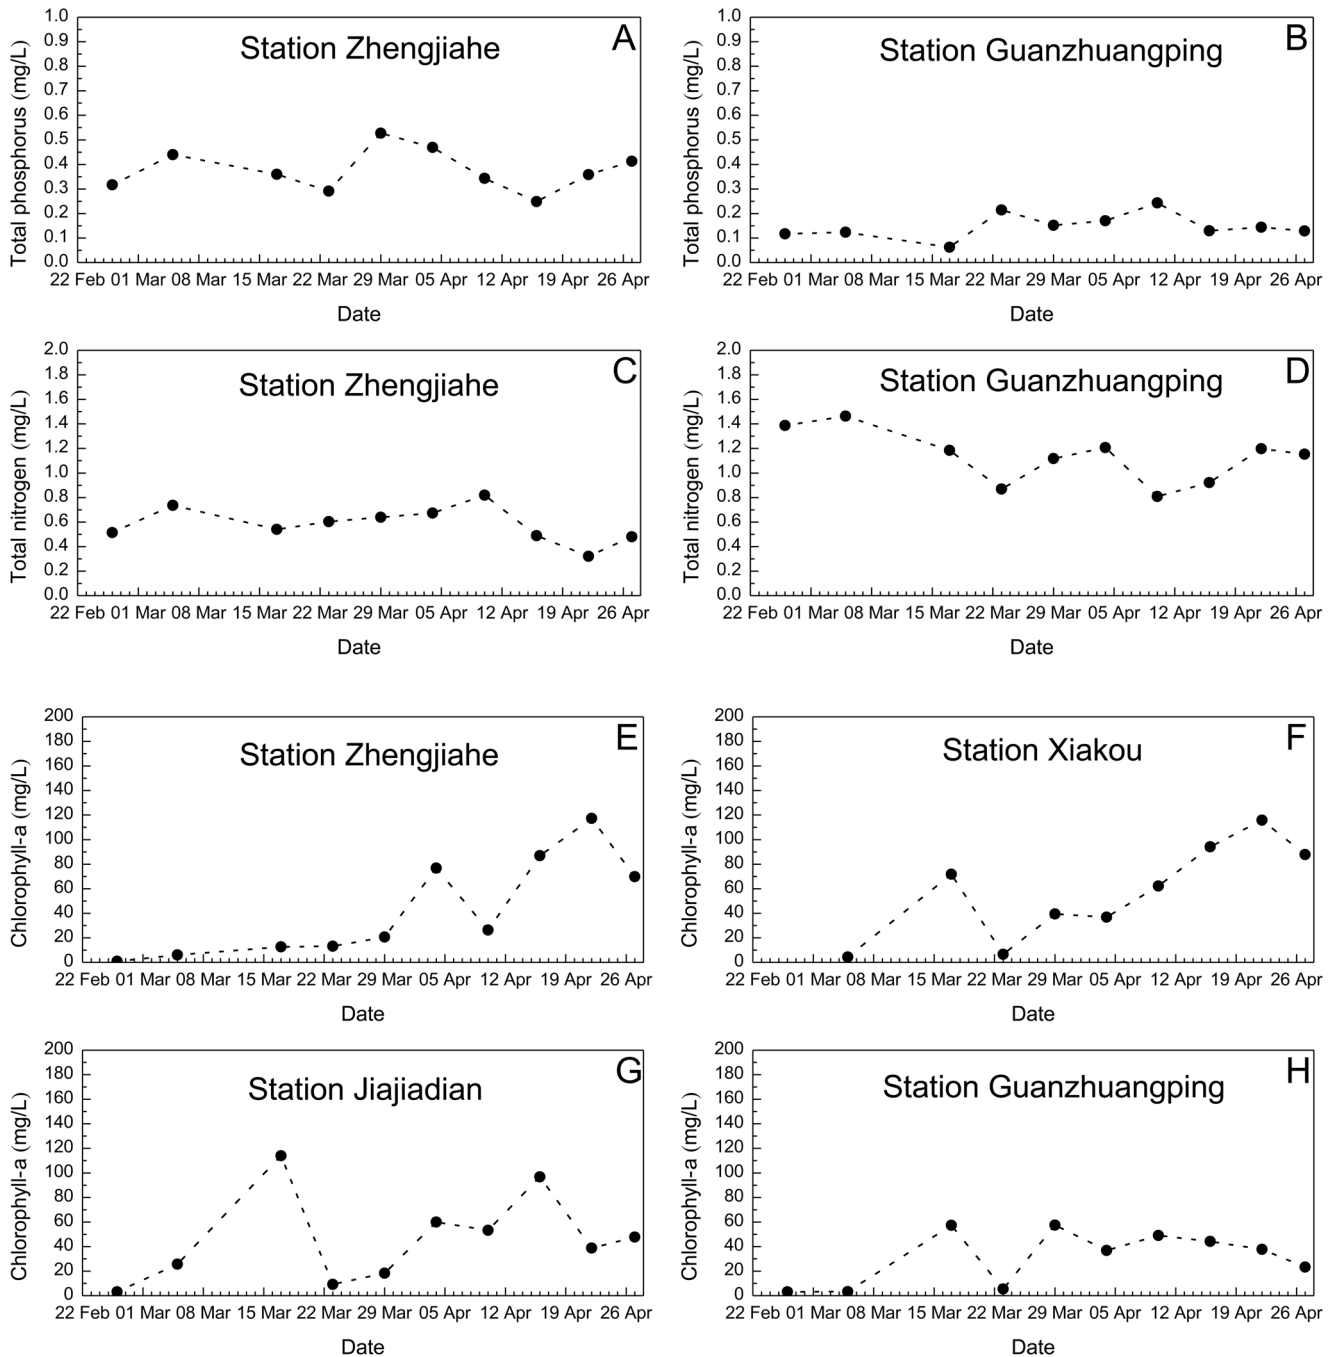 Station Zhengjiahe
A
Total phosphorus (mg/L)
1.0
0.9
0.8
0.7
0.6
0.5
0.4
0.3
0.2
0.1
0.0
22 Feb 01 Mar 08 Mar 15 Mar 22 Mar 29 Mar 05 Apr 12 Apr 19 Apr 26 Apr
Date
Station Guanzhuangping
B
Total phosphorus (mg/L)
1.0
0.9
0.8
0.7
0.6
0.5
0.4
0.3
0.2
0.1
0.0
22 Feb 01 Mar 08 Mar 15 Mar 22 Mar 29 Mar 05 Apr 12 Apr 19 Apr 26 Apr
Date
Station Zhengjiahe
C
Total nitrogen (mg/L)
2.0
1.8
1.6
1.4
1.2
1.0
0.8
0.6
0.4
0.2
0.0
22 Feb 01 Mar 08 Mar 15 Mar 22 Mar 29 Mar 05 Apr 12 Apr 19 Apr 26 Apr
Date
Station Guanzhuangping
D
Total nitrogen (mg/L)
2.0
1.8
1.6
1.4
1.2
1.0
0.8
0.6
0.4
0.2
0.0
22 Feb 01 Mar 08 Mar 15 Mar 22 Mar 29 Mar 05 Apr 12 Apr 19 Apr 26 Apr
Date
Station Zhengjiahe
E
Chlorophyll-a (mg/L)
200
180
160
140
120
100
80
60
40
20
0
22 Feb 01 Mar 08 Mar 15 Mar 22 Mar 29 Mar 05 Apr 12 Apr 19 Apr 26 Apr
Date
Station Xiakou
F
Chlorophyll-a (mg/L)
200
180
160
140
120
100
80
60
40
20
0
22 Feb 01 Mar 08 Mar 15 Mar 22 Mar 29 Mar 05 Apr 12 Apr 19 Apr 26 Apr
Date
Station Jiajiadian
G
Chlorophyll-a (mg/L)
200
180
160
140
120
100
80
60
40
20
0
22 Feb 01 Mar 08 Mar 15 Mar 22 Mar 29 Mar 05 Apr 12 Apr 19 Apr 26 Apr
Date
Station Guanzhuangping
H
Chlorophyll-a (mg/L)
200
180
160
140
120
100
80
60
40
20
0
22 Feb 01 Mar 08 Mar 15 Mar 22 Mar 29 Mar 05 Apr 12 Apr 19 Apr 26 Apr
Date